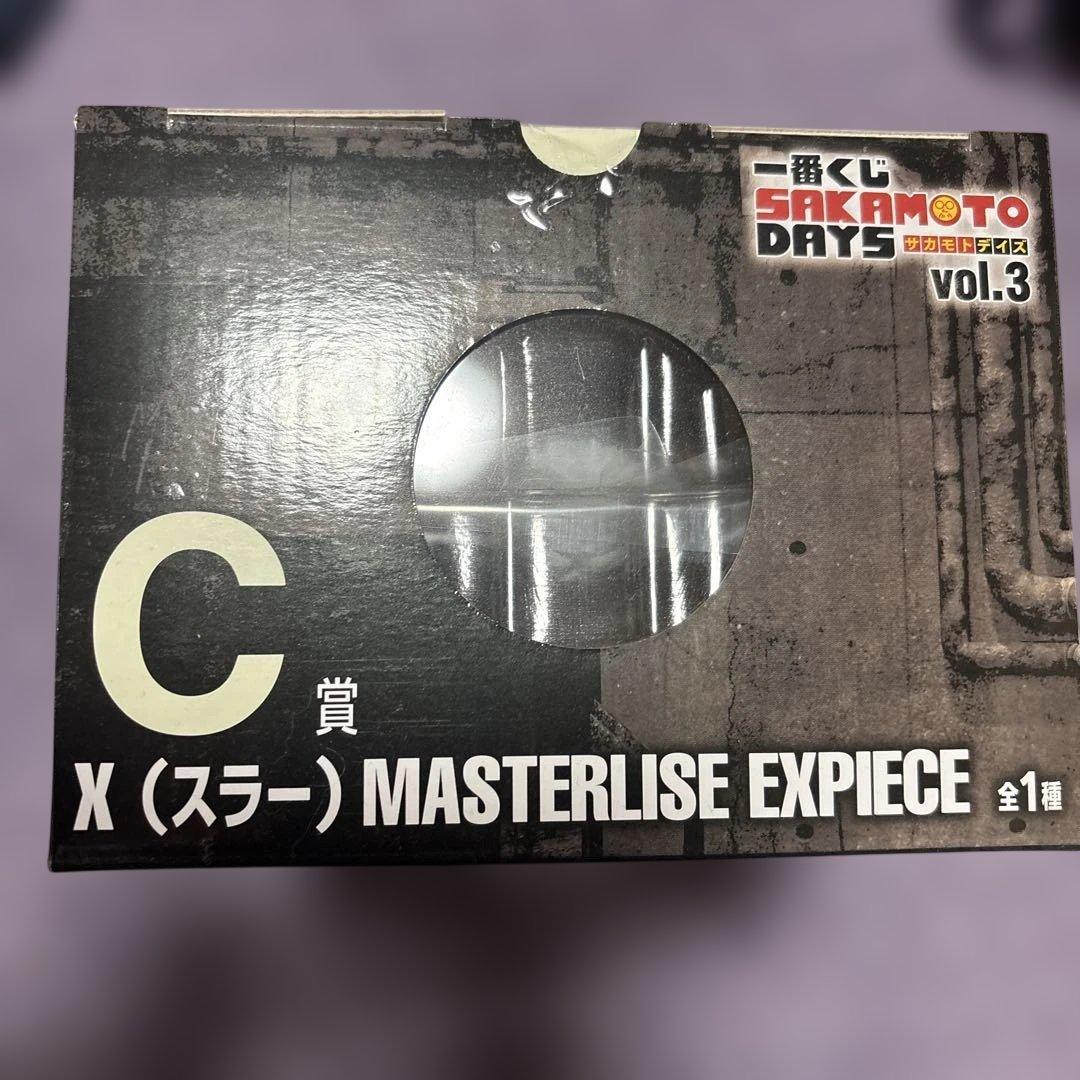 一番くじ
SAKAMOTO
DAYS サカモトデイズ
vol.3
C賞
X（スラー）MASTERLISE EXPIECE 全1種